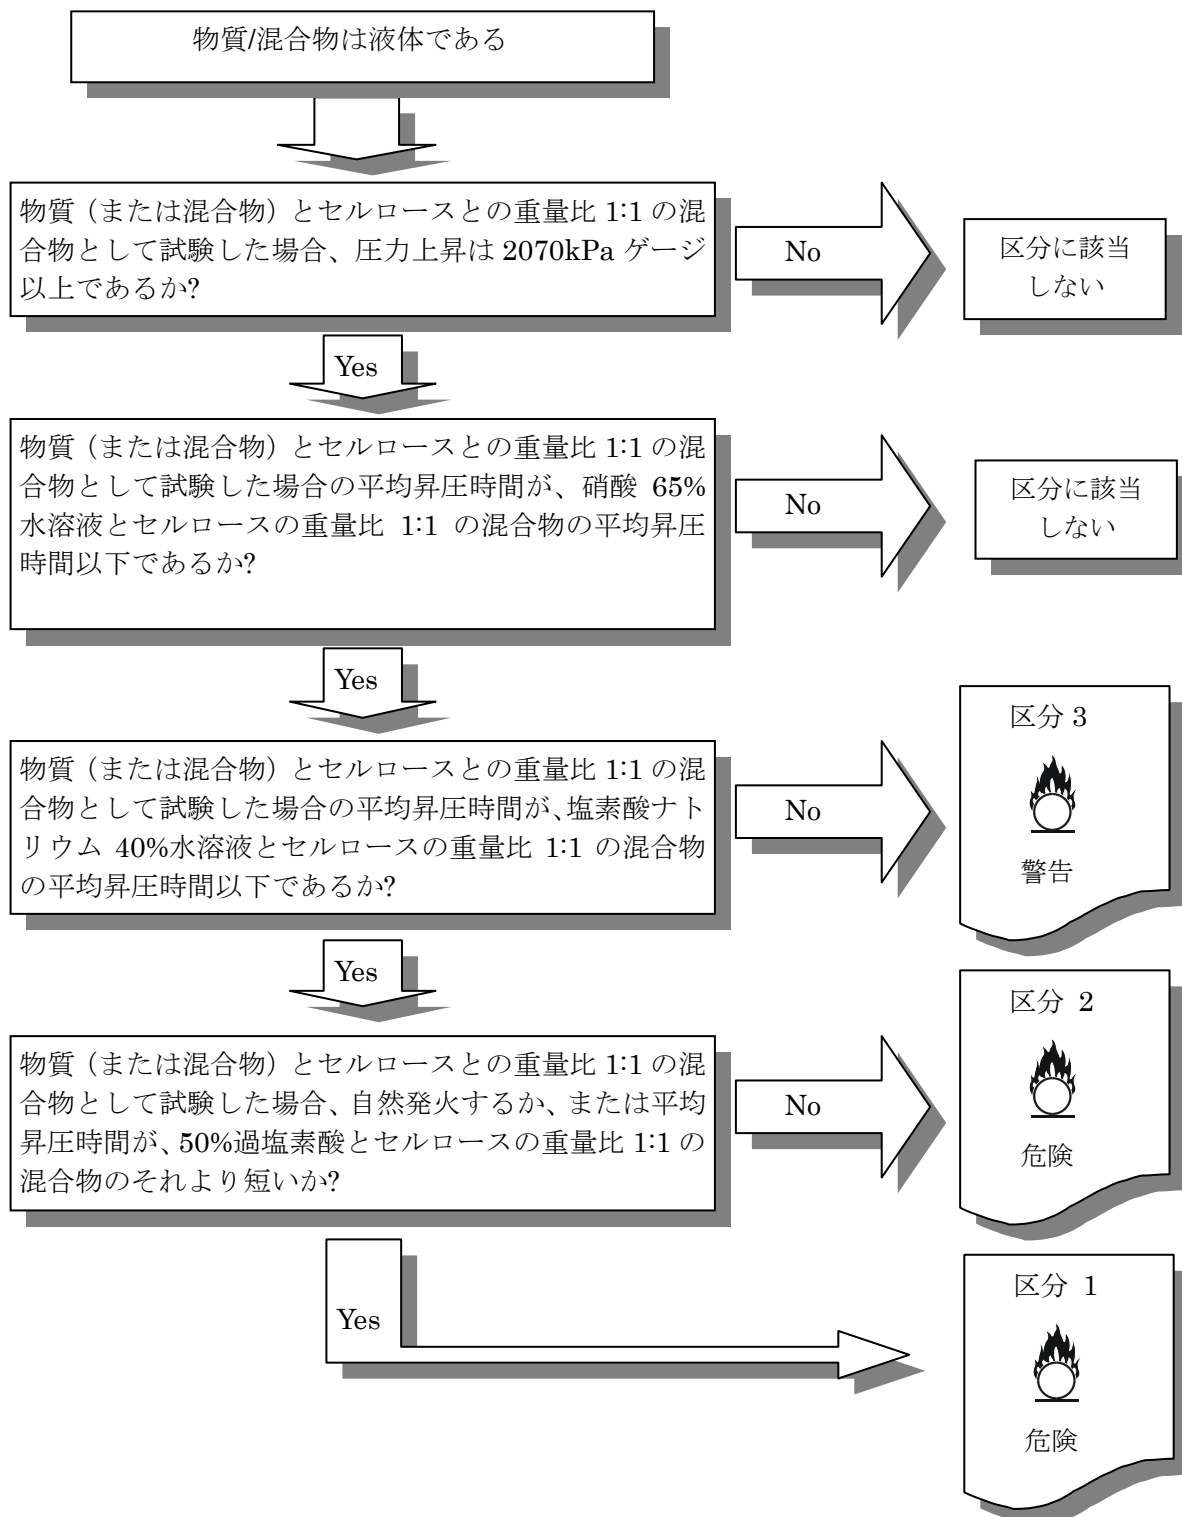 物質/混合物は液体である
物質（または混合物）とセルロースとの重量比 1:1 の混
合物として試験した場合、圧力上昇は 2070kPa ゲージ
以上であるか?
No
区分に該当
しない
Yes
物質（または混合物）とセルロースとの重量比 1:1 の混
合物として試験した場合の平均昇圧時間が、硝酸 65%
水溶液とセルロースの重量比 1:1 の混合物の平均昇圧
時間以下であるか?
No
区分に該当
しない
Yes
物質（または混合物）とセルロースとの重量比 1:1 の混
合物として試験した場合の平均昇圧時間が、塩素酸ナト
リウム 40%水溶液とセルロースの重量比 1:1 の混合物
の平均昇圧時間以下であるか?
No
区分 3
警告
Yes
物質（または混合物）とセルロースとの重量比 1:1 の混
合物として試験した場合、自然発火するか、または平均
昇圧時間が、50%過塩素酸とセルロースの重量比 1:1 の
混合物のそれより短いか?
No
区分 2
危険
Yes
区分 1
危険